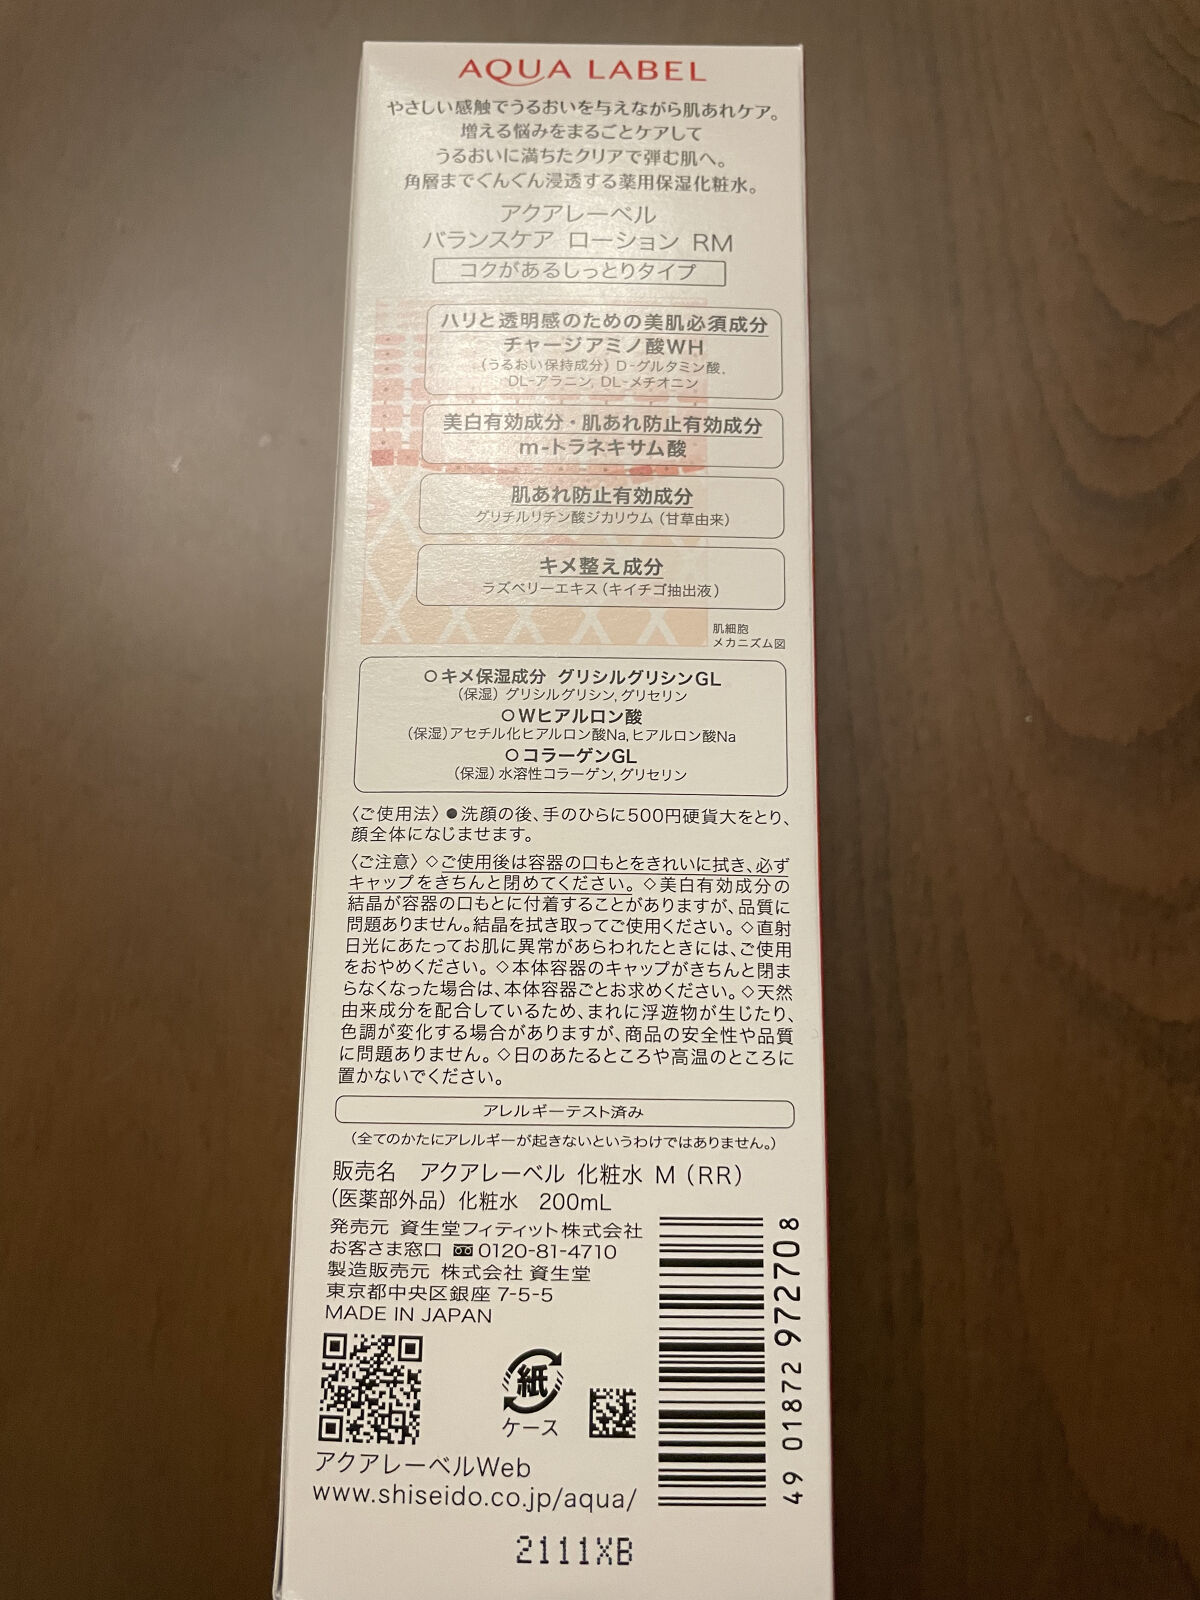 AQUA LABEL
やさしい感触でうるおいを与えながら肌あれケア。
増える悩みをまるごとケアして
うるおいに満ちたクリアで弾む肌へ。
角層までぐんぐん浸透する薬用保湿化粧水。
アクアレーベル
バランスケア ローション RM
コクがあるしっとりタイプ
ハリと透明感のための美肌必須成分
チャージアミノ酸WH
(うるおい保持成分) D-グルタミン酸、
DL-アラニン, DL-メチオニン
美白有効成分・肌あれ防止有効成分
m-トラネキサム酸
肌あれ防止有効成分
グリチルリチン酸ジカリウム (甘草由来)
キメ整え成分
ラズベリーエキス (キイチゴ抽出液)
肌細胞
メカニズム図
○キメ保湿成分 グリシルグリシンGL
(保湿) グリシルグリシン, グリセリン
○Wヒアルロン酸
(保湿)アセチル化ヒアルロン酸Na, ヒアルロン酸Na
○コラーゲンGL
(保湿) 水溶性コラーゲン, グリセリン
〈ご使用法〉●洗顔の後、手のひらに500円硬貨大をとり、
顔全体になじませます。
〈ご注意〉◇ご使用後は容器の口もとをきれいに拭き、必ず
キャップをきちんと閉めてください。◇美白有効成分の
結晶が容器の口もとに付着することがありますが、品質に
問題ありません。結晶を拭き取ってご使用ください。◇直射
日光にあたってお肌に異常があらわれたときには、ご使用
をおやめください。◇本体容器のキャップがきちんと閉ま
らなくなった場合は、本体容器ごとお求めください。◇天然
由来成分を配合しているため、まれに浮遊物が生じたり、
色調が変化する場合がありますが、商品の安全性や品質
に問題ありません。◇日のあたるところや高温のところに
置かないでください。
アレルギーテスト済み
(全てのかたにアレルギーが起きないというわけではありません。)
販売名 アクアレーベル 化粧水 M (RR)
(医薬部外品) 化粧水 200mL
発売元 資生堂フィティット株式会社
お客さま窓口 0120-81-4710
製造販売元 株式会社 資生堂
東京都中央区銀座 7-5-5
MADE IN JAPAN
紙
ケース
アクアレーベルWeb
www.shiseido.co.jp/aqua/
49 01872 972708
2111XB